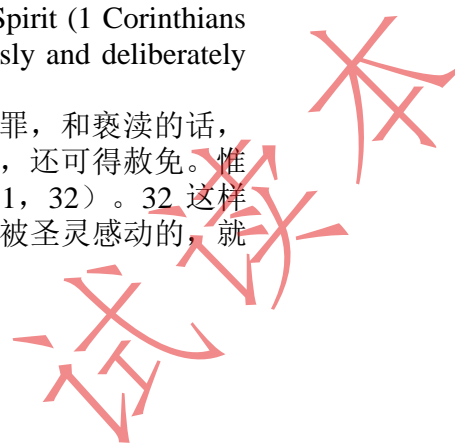 Spirit (1 Corinthians
sly and deliberately
罪，和亵渎的话，
，还可得赦免。惟
1，32）。32 这样
被圣灵感动的，就
试读本